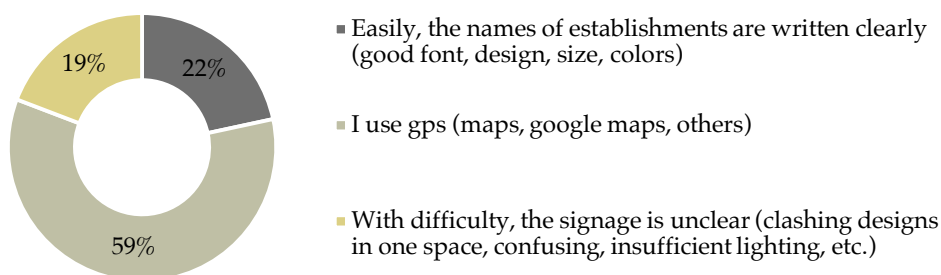 19%
22%
59%
Easily, the names of establishments are written clearly
(good font, design, size, colors)
I use gps (maps, google maps, others)
With difficulty, the signage is unclear (clashing designs
in one space, confusing, insufficient lighting, etc.)